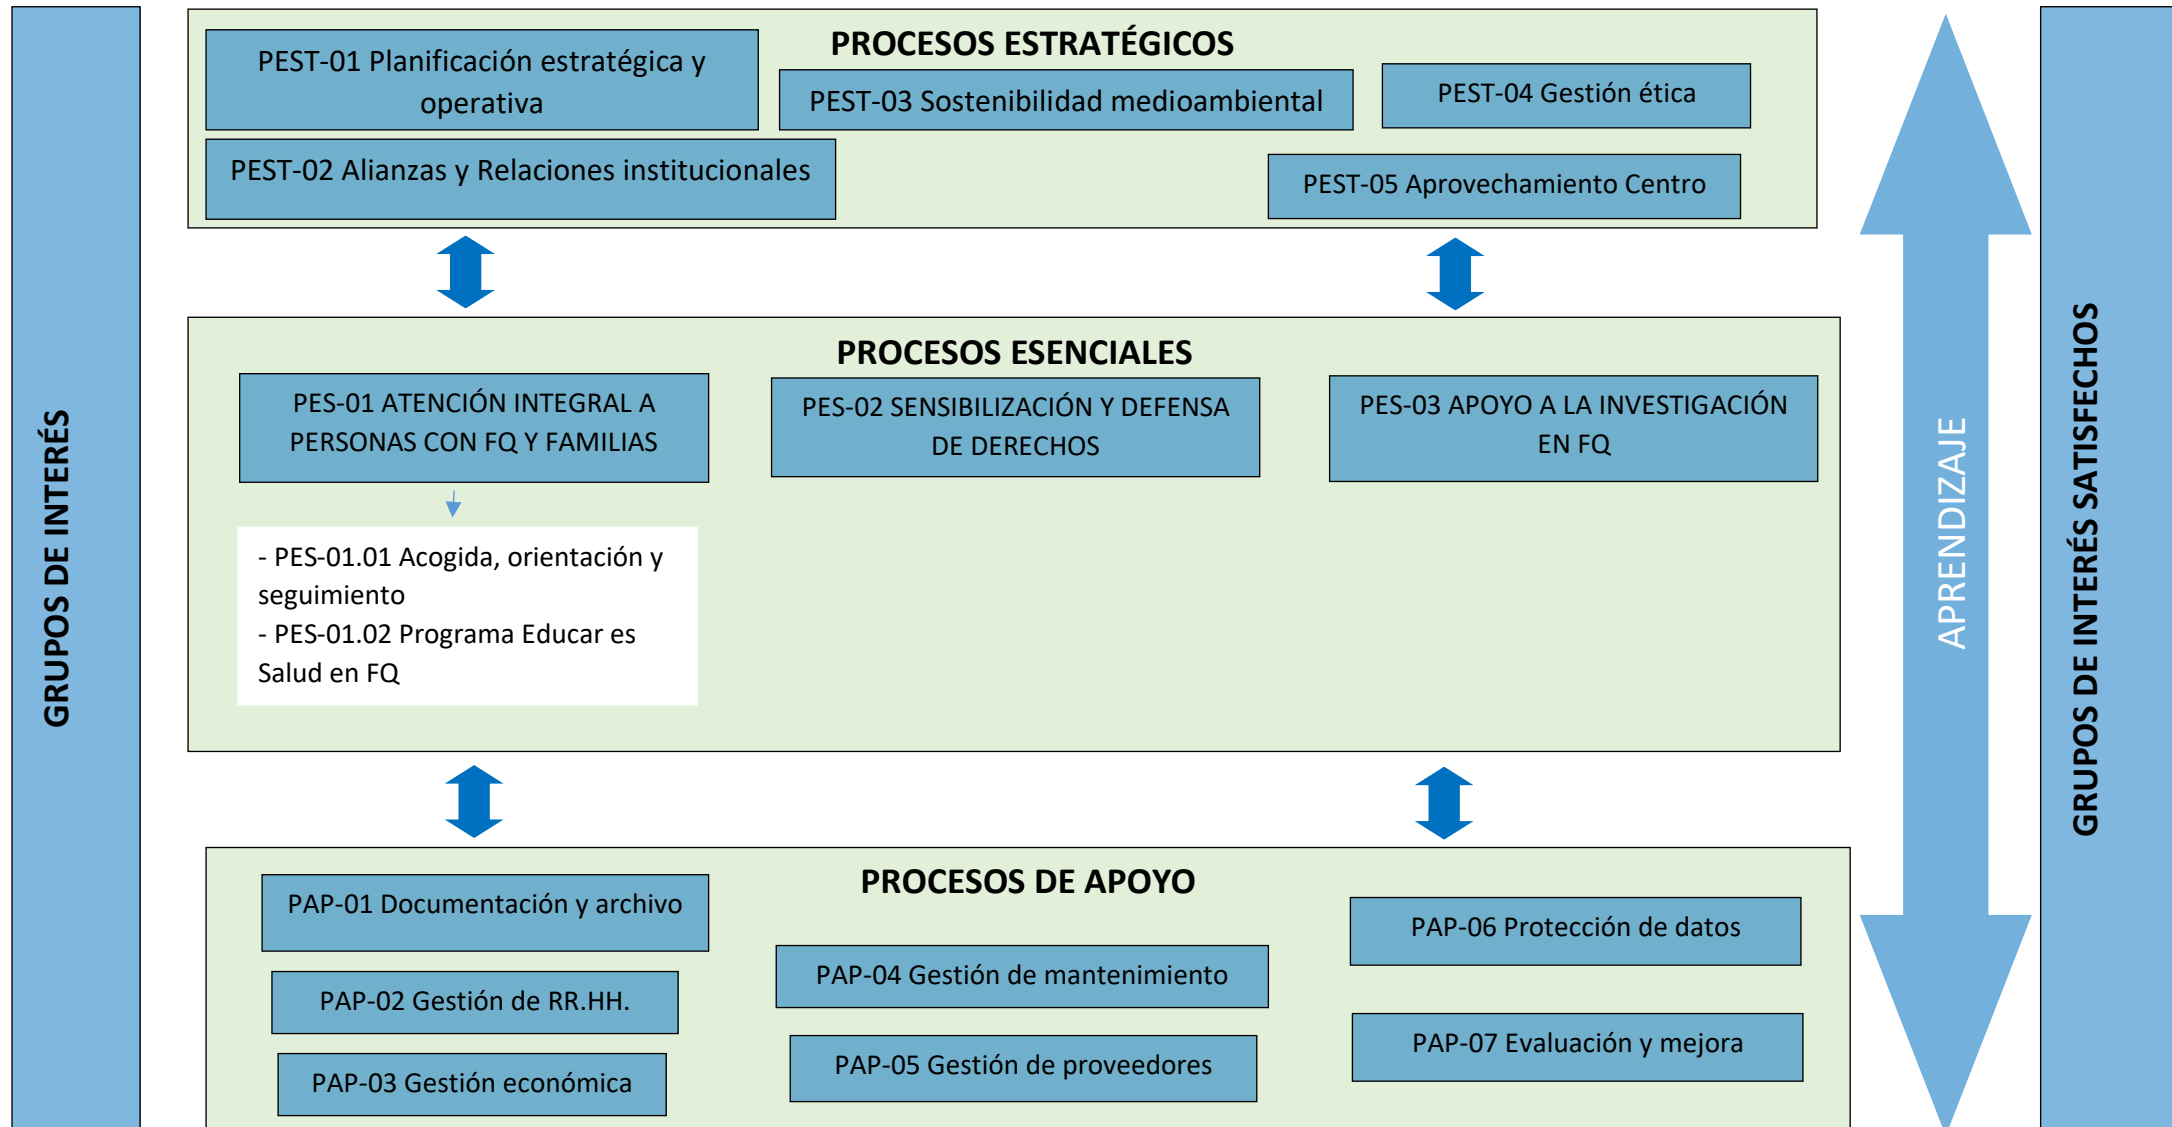 GRUPOS DE INTERÉS
PROCESOS ESTRATÉGICOS
PEST-01 Planificación estratégica y
operativa
PEST-03 Sostenibilidad medioambiental
PEST-04 Gestión ética
PEST-02 Alianzas y Relaciones institucionales
PEST-05 Aprovechamiento Centro
PROCESOS ESENCIALES
PES-01 ATENCIÓN INTEGRAL A
PERSONAS CON FQ Y FAMILIAS
PES-02 SENSIBILIZACIÓN Y DEFENSA
DE DERECHOS
PES-03 APOYO A LA INVESTIGACIÓN
EN FQ
- PES-01.01 Acogida, orientación y
seguimiento
- PES-01.02 Programa Educar es
Salud en FQ
PROCESOS DE APOYO
PAP-01 Documentación y archivo
PAP-02 Gestión de RR.HH.
PAP-03 Gestión económica
PAP-04 Gestión de mantenimiento
PAP-05 Gestión de proveedores
PAP-06 Protección de datos
PAP-07 Evaluación y mejora
APRENDIZAJE
GRUPOS DE INTERÉS SATISFECHOS